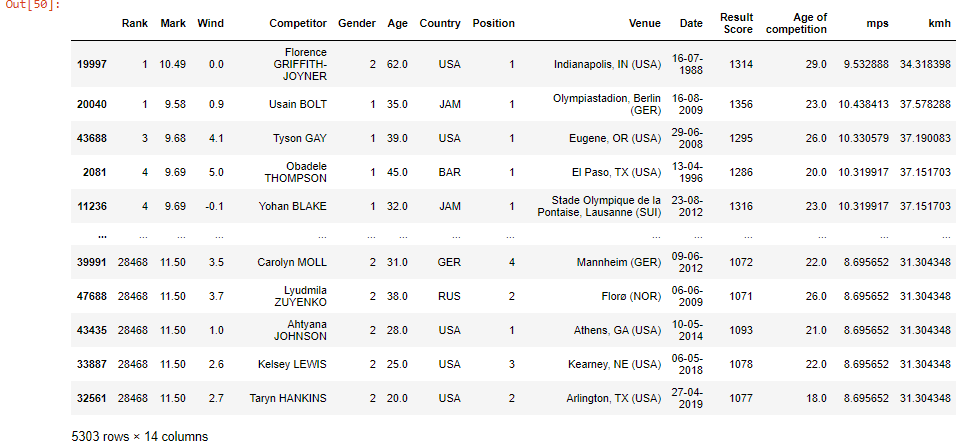 Out[50]:
Rank Mark Wind Competitor Gender Age Country Position Venue Date Result Score Age of competition mps kmh
19997 1 10.49 0.0 Florence GRIFFITH-JOYNER 2 62.0 USA 1 Indianapolis, IN (USA) 16-07-1988 1314 29.0 9.532888 34.318398
20040 1 9.58 0.9 Usain BOLT 1 35.0 JAM 1 Olympiastadion, Berlin (GER) 16-08-2009 1356 23.0 10.438413 37.578288
43688 3 9.68 4.1 Tyson GAY 1 39.0 USA 1 Eugene, OR (USA) 29-06-2008 1295 26.0 10.330579 37.190083
2081 4 9.69 5.0 Obadele THOMPSON 1 45.0 BAR 1 El Paso, TX (USA) 13-04-1996 1286 20.0 10.319917 37.151703
11236 4 9.69 -0.1 Yohan BLAKE 1 32.0 JAM 1 Stade Olympique de la Pontaise, Lausanne (SUI) 23-08-2012 1316 23.0 10.319917 37.151703
... ... ... ... ... ... ... ... ... ... ... ... ... ... ...
39991 28468 11.50 3.5 Carolyn MOLL 2 31.0 GER 4 Mannheim (GER) 09-06-2012 1072 22.0 8.695652 31.304348
47688 28468 11.50 3.7 Lyudmila ZUYENKO 2 38.0 RUS 2 Florø (NOR) 06-06-2009 1071 26.0 8.695652 31.304348
43435 28468 11.50 1.0 Ahtyana JOHNSON 2 28.0 USA 1 Athens, GA (USA) 10-05-2014 1093 21.0 8.695652 31.304348
33887 28468 11.50 2.6 Kelsey LEWIS 2 25.0 USA 3 Kearney, NE (USA) 06-05-2018 1078 22.0 8.695652 31.304348
32561 28468 11.50 2.7 Taryn HANKINS 2 20.0 USA 2 Arlington, TX (USA) 27-04-2019 1077 18.0 8.695652 31.304348
5303 rows × 14 columns